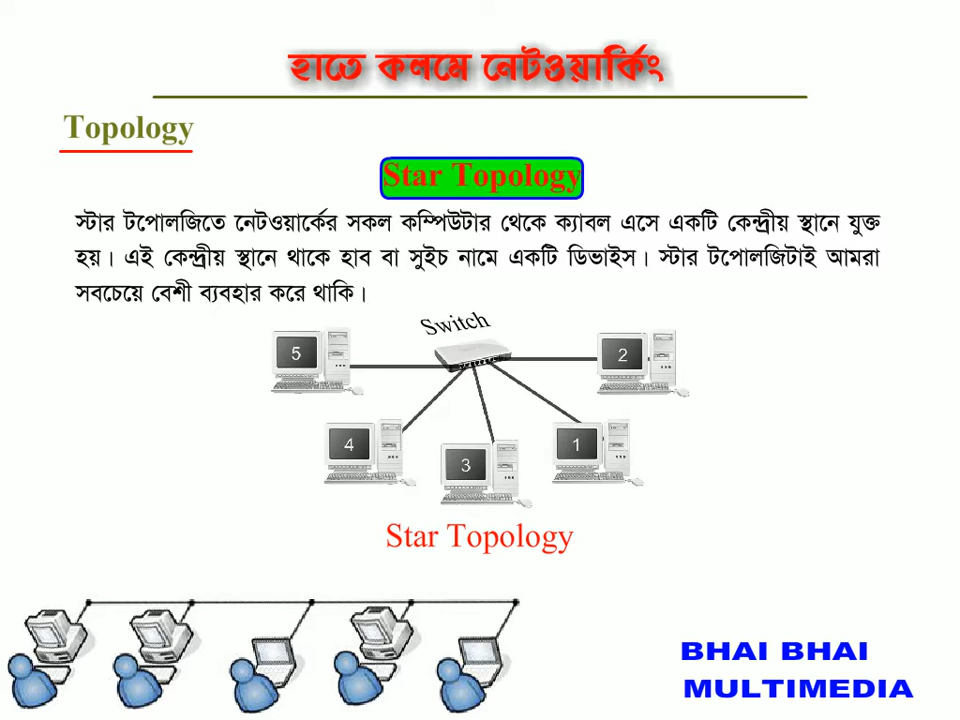 হাতে কলমে নেটওয়ার্কিং
Topology
Star Topology
স্টার টপোলজিতে নেটওয়ার্কের সকল কম্পিউটার থেকে ক্যাবল এসে একটি কেন্দ্রীয় স্থানে যুক্ত
হয়। এই কেন্দ্রীয় স্থানে থাকে হাব বা সুইচ নামে একটি ডিভাইস। স্টার টপোলজিটাই আমরা
সবচেয়ে বেশী ব্যবহার করে থাকি।
Switch
5
2
4
3
1
Star Topology
BHAI BHAI
MULTIMEDIA